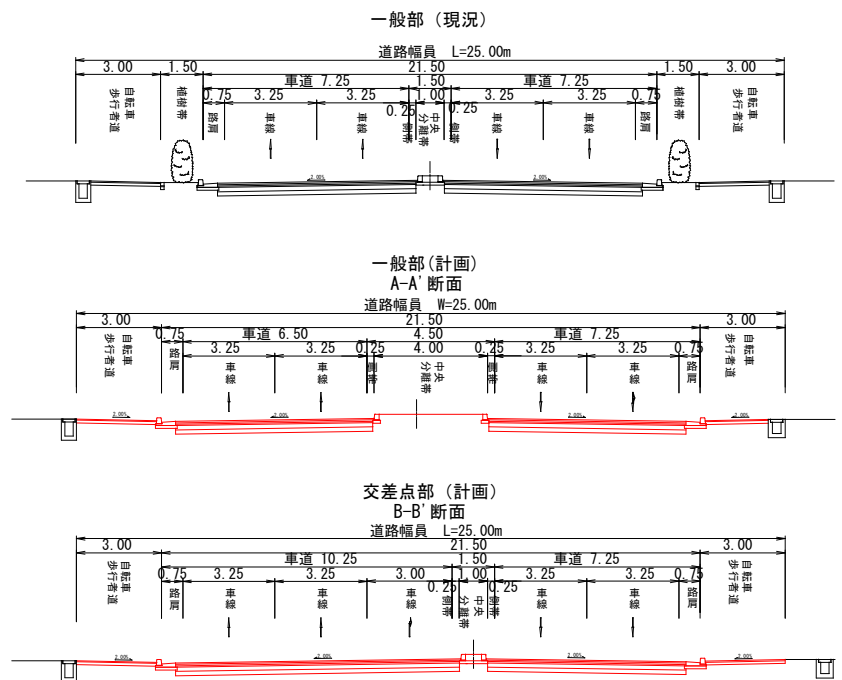 一般部（現況）
道路幅員 L=25.00m
3.00 1.50 21.50 1.50 3.00
車道 7.25 1.50 車道 7.25
0.75 3.25 3.25 1.00 3.25 3.25 0.75
0.25 0.25
自転車歩行者道 植樹帯 路肩 車線 車線 側帯 中央分離帯 側帯 車線 車線 路肩 植樹帯 自転車歩行者道
2.00% 2.00%
一般部(計画)
A-A'断面
道路幅員 W=25.00m
3.00 21.50 3.00
0.75 車道 6.50 4.50 車道 7.25
3.25 3.25 0.25 4.00 0.25 3.25 3.25 0.75
自転車歩行者道 路肩 車線 車線 側帯 中央分離帯 側帯 車線 車線 路肩 自転車歩行者道
2.00% 2.00% 2.00% 2.00%
交差点部（計画）
B-B'断面
道路幅員 L=25.00m
3.00 21.50 3.00
車道 10.25 1.50 車道 7.25
0.75 3.25 3.25 3.00 1.00 3.25 3.25 0.75
0.25 0.25
自転車歩行者道 路肩 車線 車線 車線 側帯 中央分離帯 側帯 車線 車線 路肩 自転車歩行者道
2.00% 2.00% 2.00% 2.00%